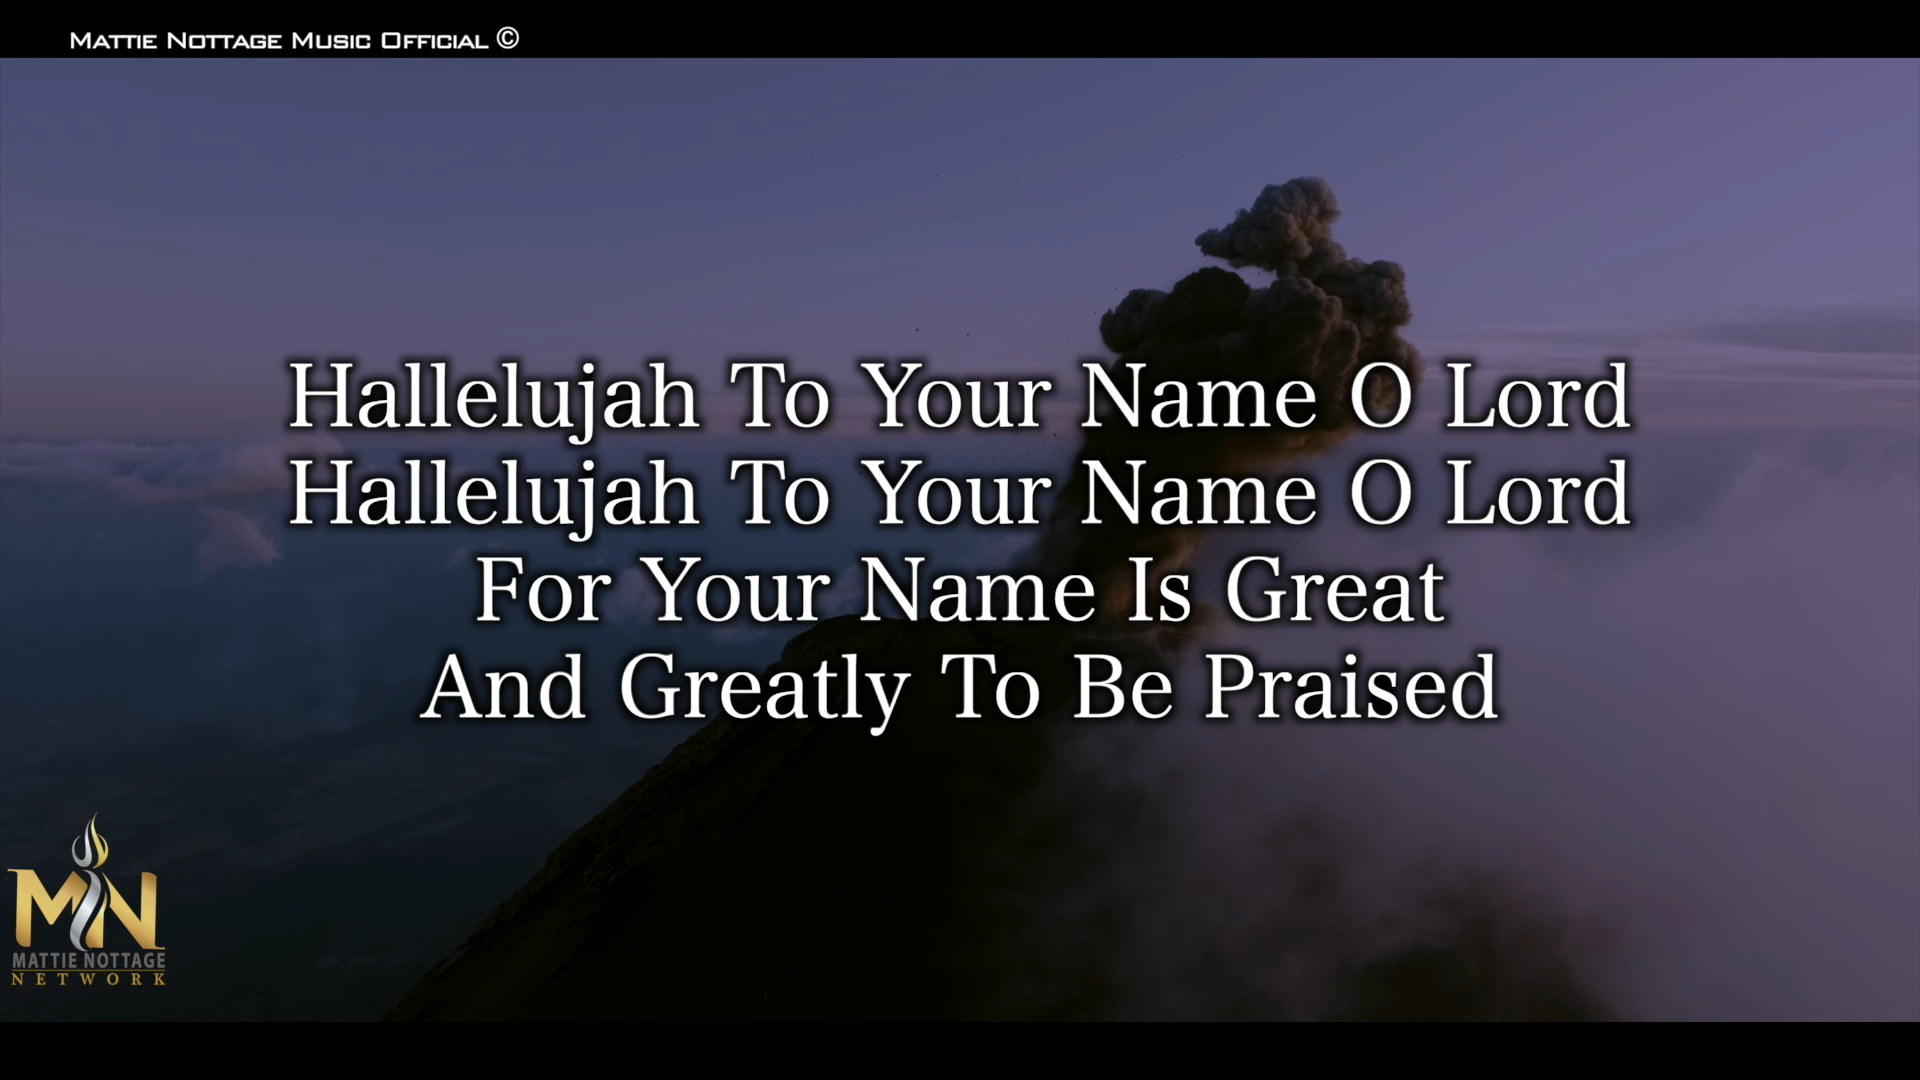 Mattie Nottage Music Official ©
Hallelujah To Your Name O Lord
Hallelujah To Your Name O Lord
For Your Name Is Great
And Greatly To Be Praised
MN
MATTIE NOTTAGE
NETWORK